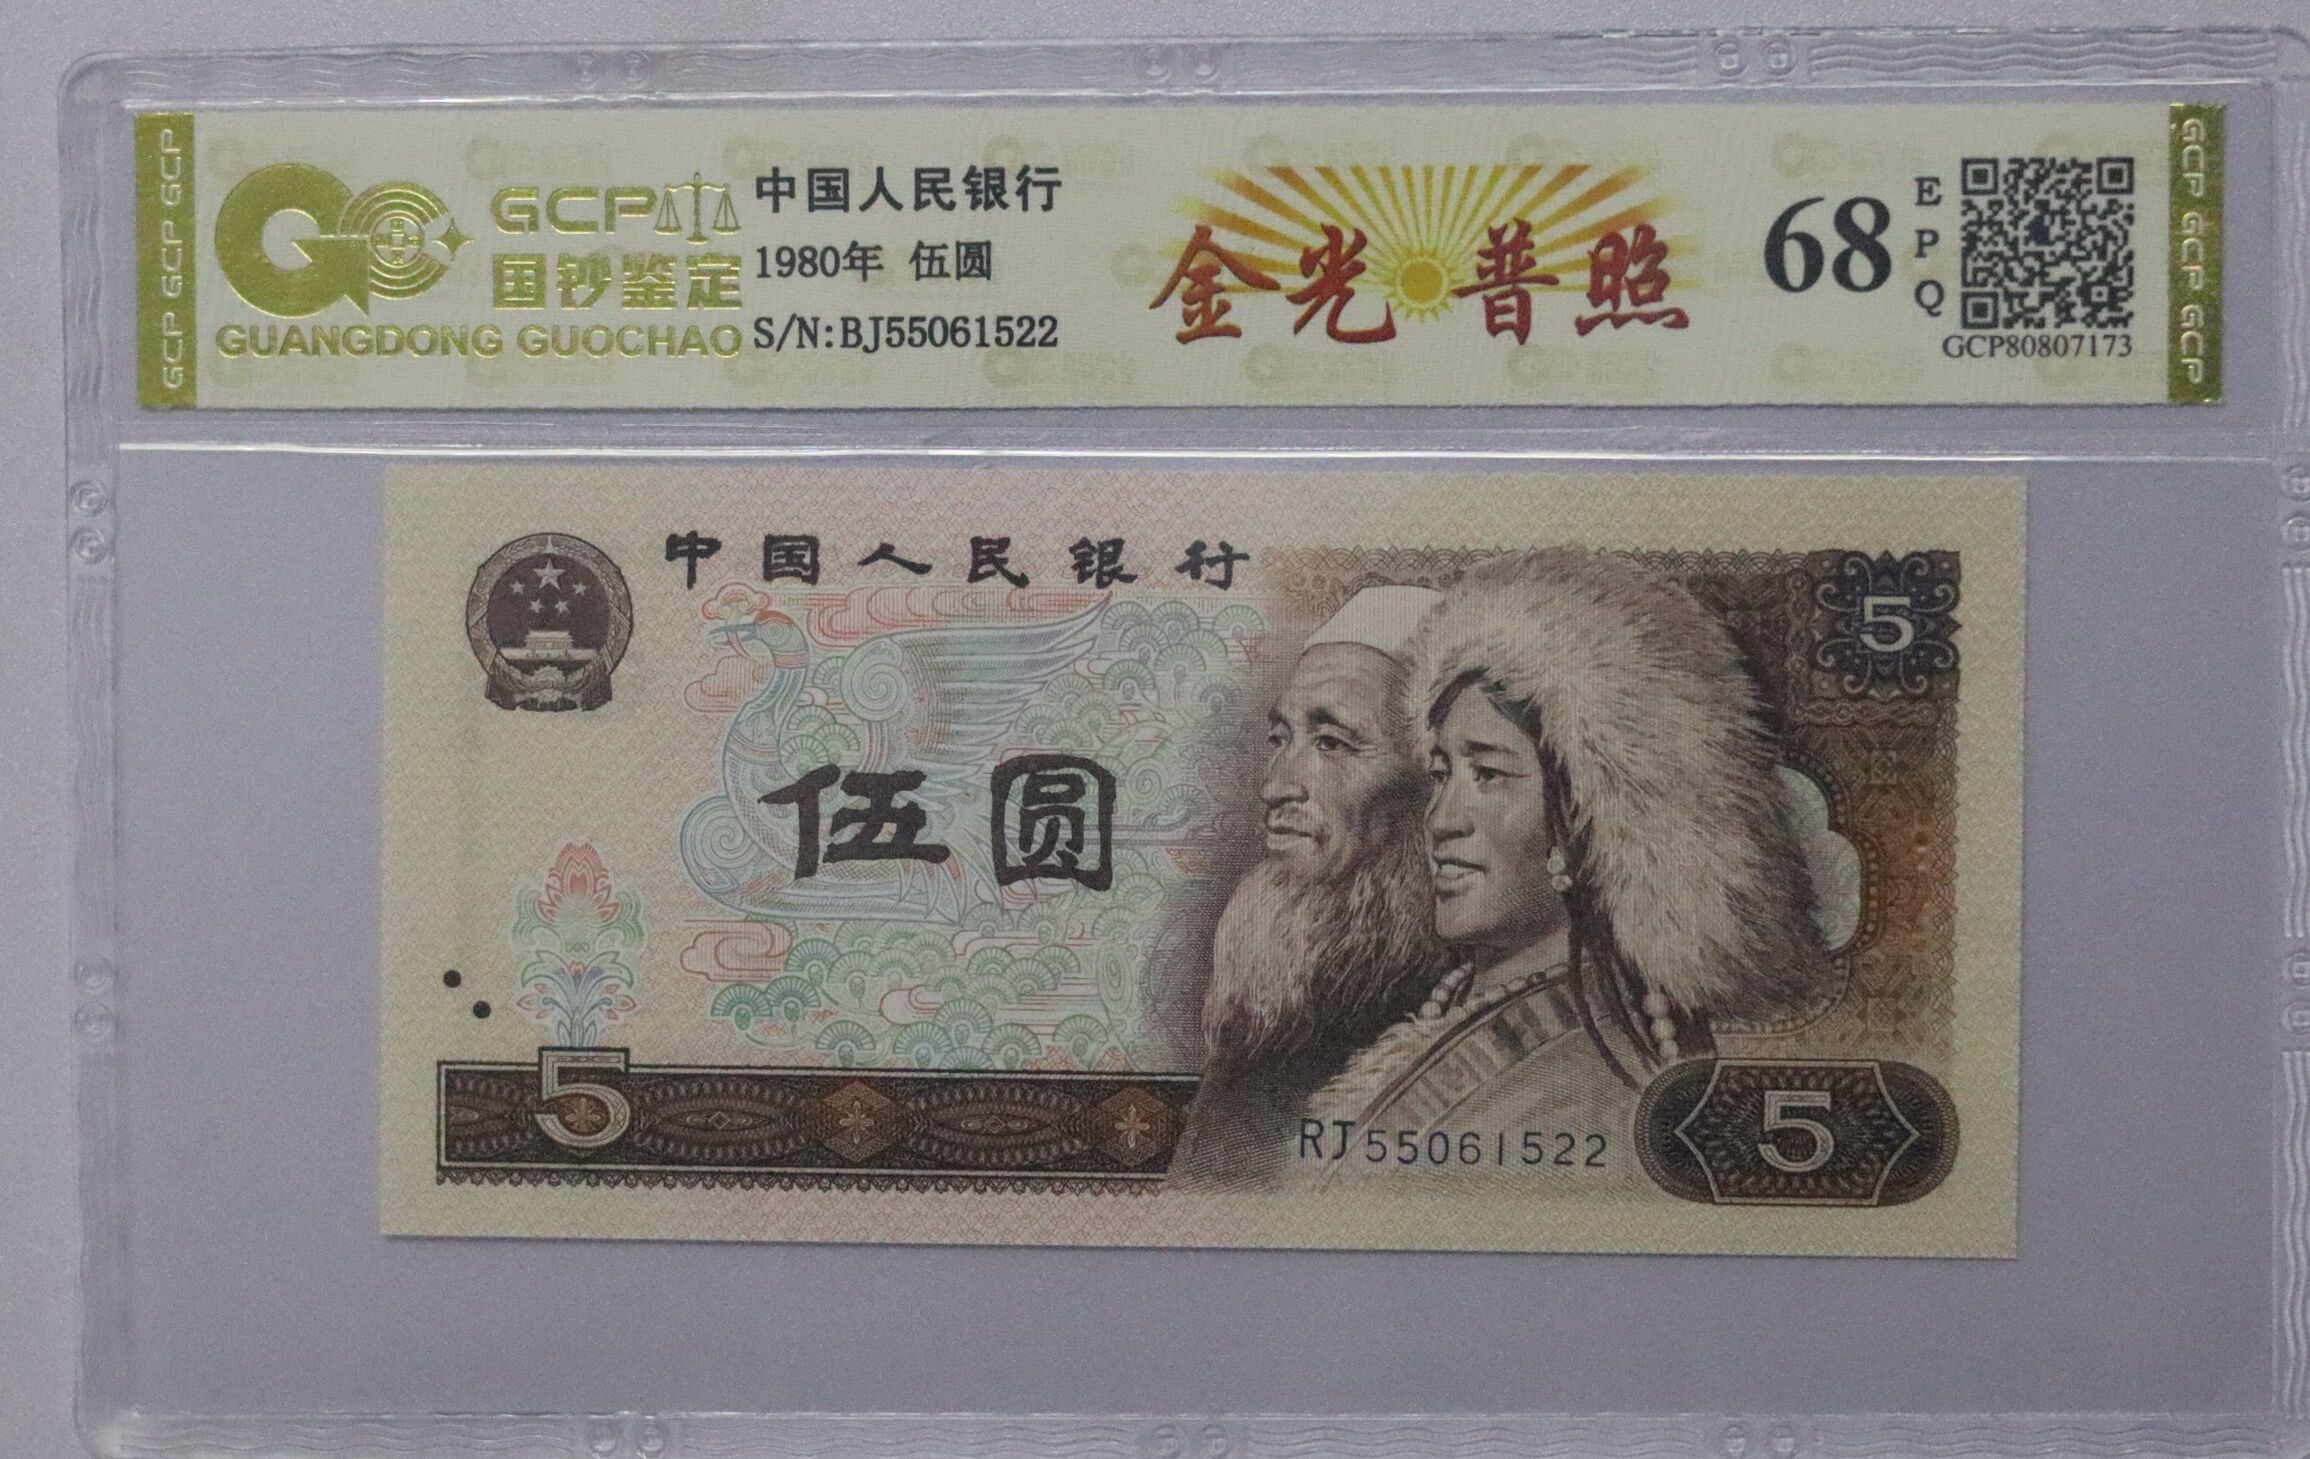 GCP GCP GCP
GCP
国钞鉴定
GUANGDONG GUOCHAO
中国人民银行
1980年 伍圆
S/N:BJ55061522
金光普照
68
EPQ
GCP80807173
GCP GCP GCP
中国人民银行
5
伍圆
5
RJ55061522
5